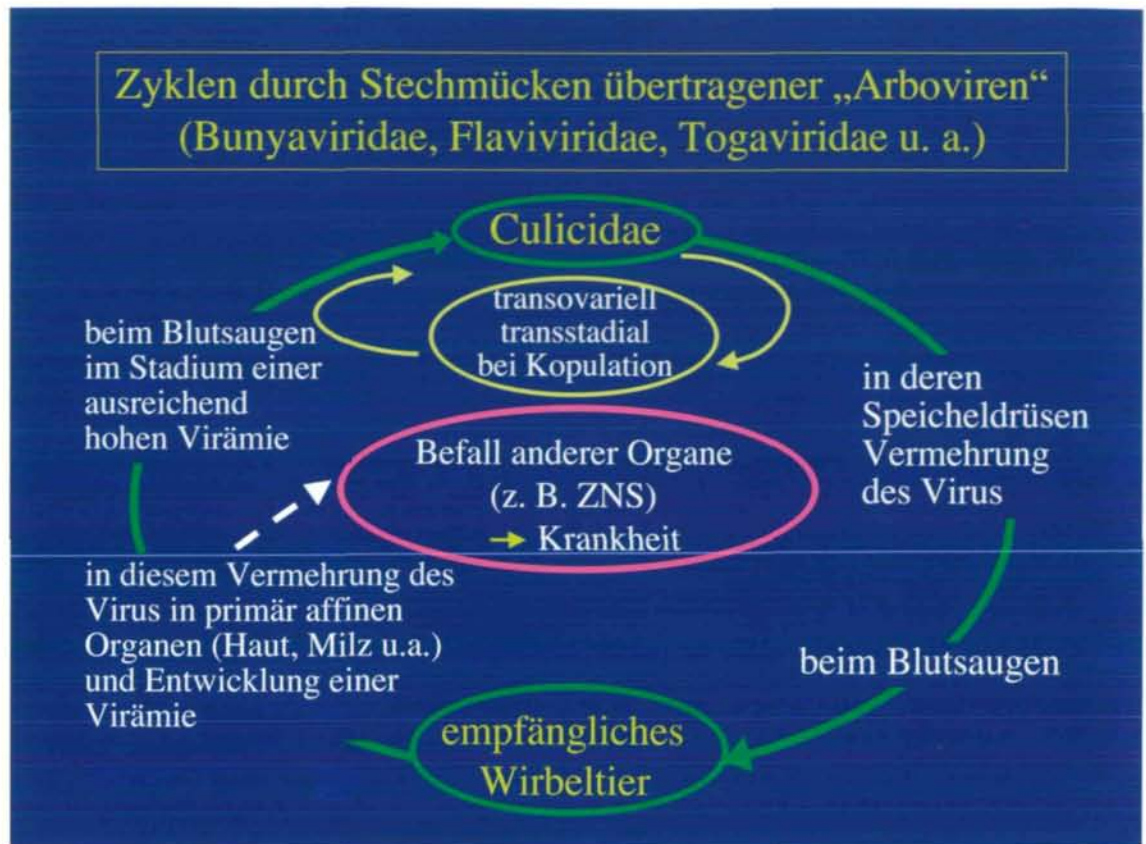 Zyklen durch Stechmücken übertragener „Arboviren“
(Bunyaviridae, Flaviviridae, Togaviridae u. a.)
Culicidae
transovariell
transstadial
bei Kopulation
beim Blutsaugen
im Stadium einer
ausreichend
hohen Virämie
in deren
Speicheldrüsen
Vermehrung
des Virus
Befall anderer Organe
(z. B. ZNS)
→ Krankheit
in diesem Vermehrung des
Virus in primär affinen
Organen (Haut, Milz u.a.)
und Entwicklung einer
Virämie
beim Blutsaugen
empfängliches
Wirbeltier